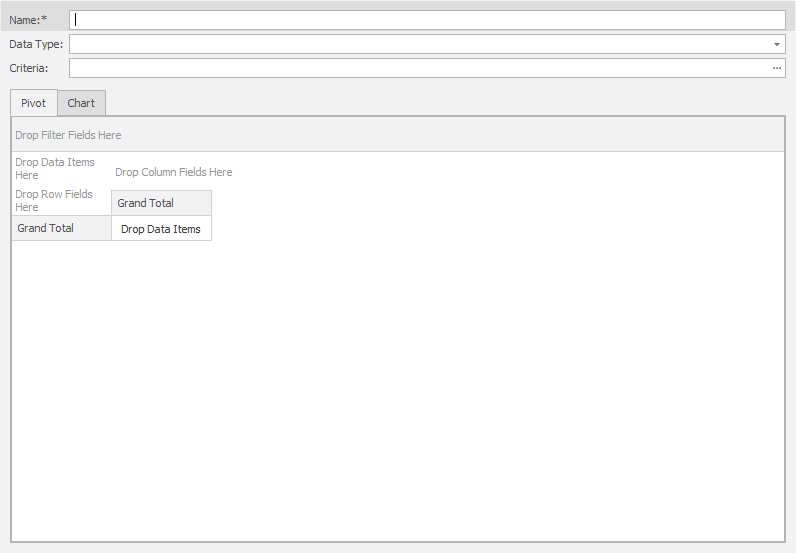 Name:*
Data Type:
Criteria:
Pivot Chart
Drop Filter Fields Here
Drop Data Items
Here
Drop Column Fields Here
Drop Row Fields
Here
Grand Total
Grand Total
Drop Data Items